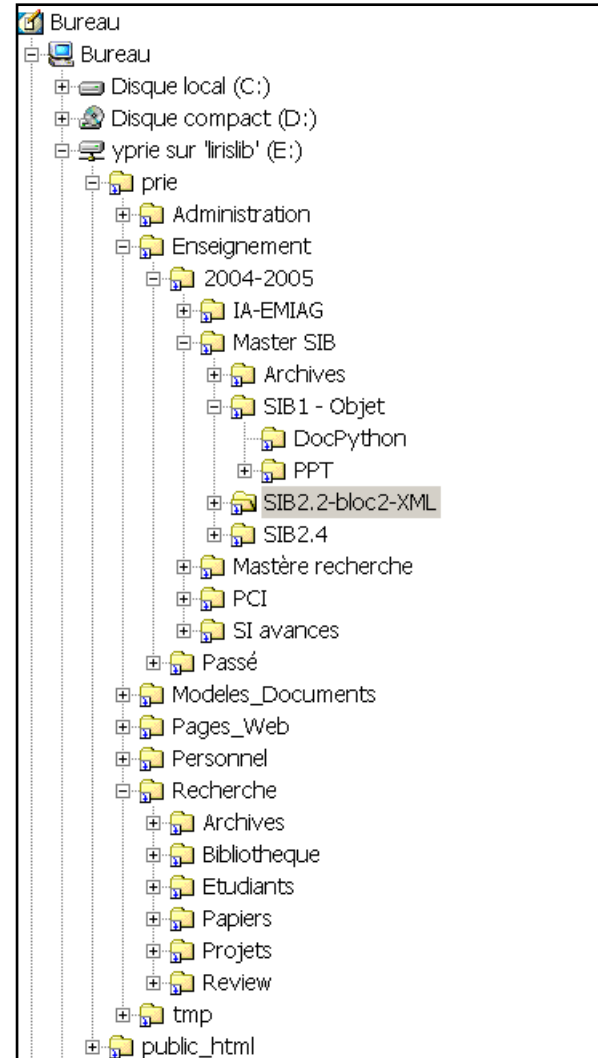 Bureau
Bureau
Disque local (C:)
Disque compact (D:)
yprie sur 'lirislib' (E:)
prie
Administration
Enseignement
2004-2005
IA-EMIAG
Master SIB
Archives
SIB1 - Objet
DocPython
PPT
SIB2.2-bloc2-XML
SIB2.4
Mastère recherche
PCI
SI avances
Passé
Modeles_Documents
Pages_Web
Personnel
Recherche
Archives
Bibliotheque
Etudiants
Papiers
Projets
Review
tmp
public_html